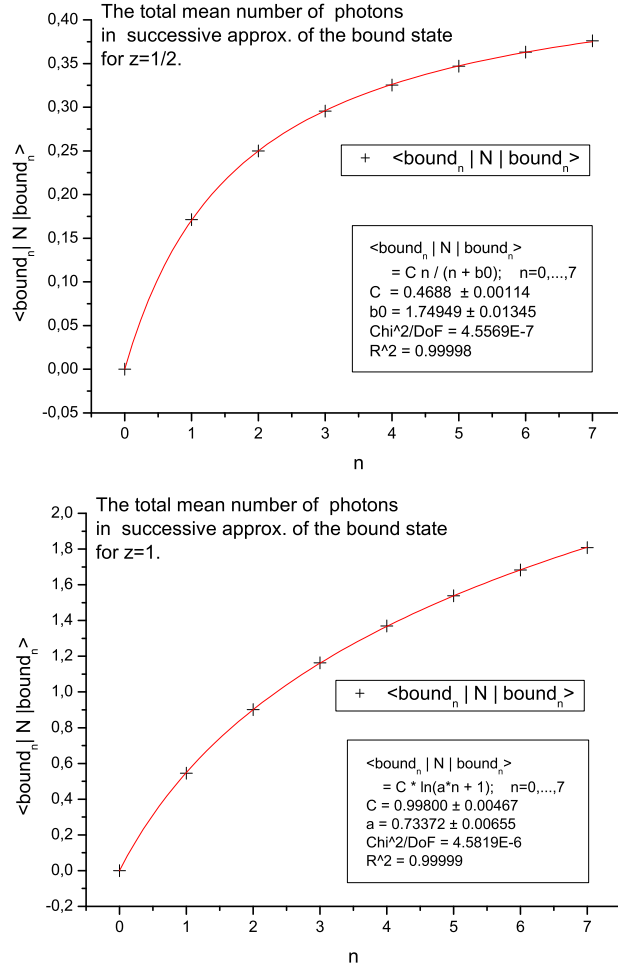 The total mean number of photons
in successive approx. of the bound state
for z=1/2.
0,40
0,35
0,30
0,25
0,20
0,15
0,10
0,05
0,00
-0,05
<bound_n| N |bound_n>
+ <bound_n | N | bound_n>
<bound_n | N | bound_n>
= C n / (n + b0); n=0,...,7
C = 0.4688 ± 0.00114
b0 = 1.74949 ± 0.01345
Chi^2/DoF = 4.5569E-7
R^2 = 0.99998
0 1 2 3 4 5 6 7
n
The total mean number of photons
in successive approx. of the bound state
for z=1.
2,0
1,8
1,6
1,4
1,2
1,0
0,8
0,6
0,4
0,2
0,0
-0,2
<bound_n| N |bound_n>
+ <bound_n | N | bound_n>
<bound_n | N | bound_n>
= C * ln(a*n + 1); n=0,...,7
C = 0.99800 ± 0.00467
a = 0.73372 ± 0.00655
Chi^2/DoF = 4.5819E-6
R^2 = 0.99999
0 1 2 3 4 5 6 7
n